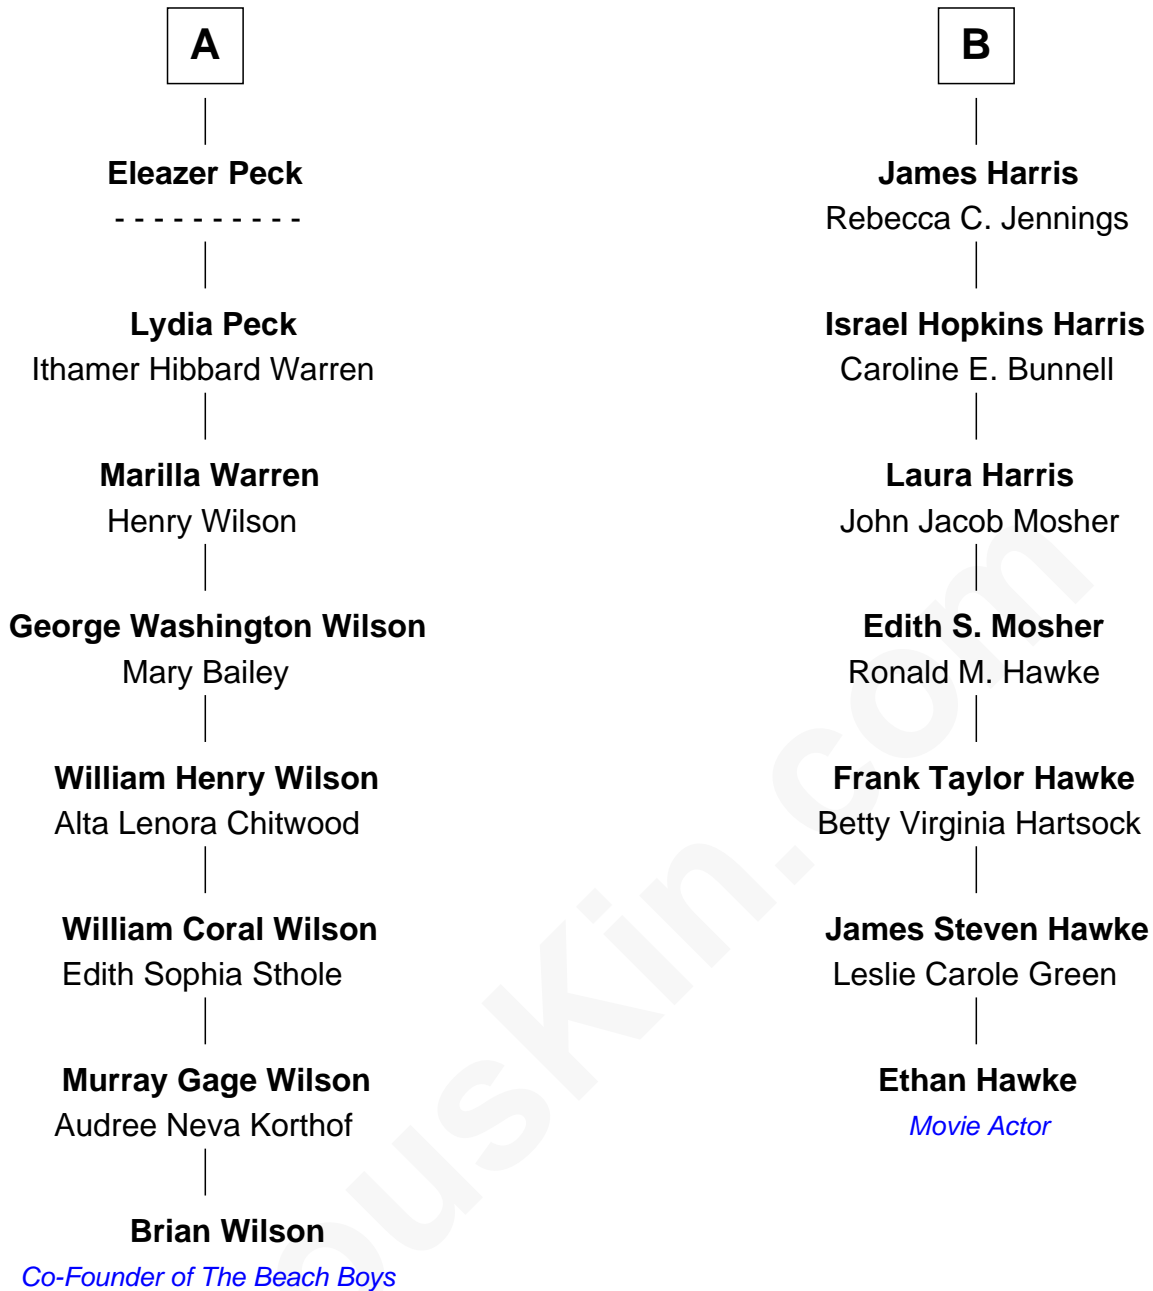 A
Eleazer Peck
- - - - - - - - - -
Lydia Peck
Ithamer Hibbard Warren
Marilla Warren
Henry Wilson
George Washington Wilson
Mary Bailey
William Henry Wilson
Alta Lenora Chitwood
William Coral Wilson
Edith Sophia Sthole
Murray Gage Wilson
Audree Neva Korthof
Brian Wilson
Co-Founder of The Beach Boys
B
James Harris
Rebecca C. Jennings
Israel Hopkins Harris
Caroline E. Bunnell
Laura Harris
John Jacob Mosher
Edith S. Mosher
Ronald M. Hawke
Frank Taylor Hawke
Betty Virginia Hartsock
James Steven Hawke
Leslie Carole Green
Ethan Hawke
Movie Actor
ousKin.com